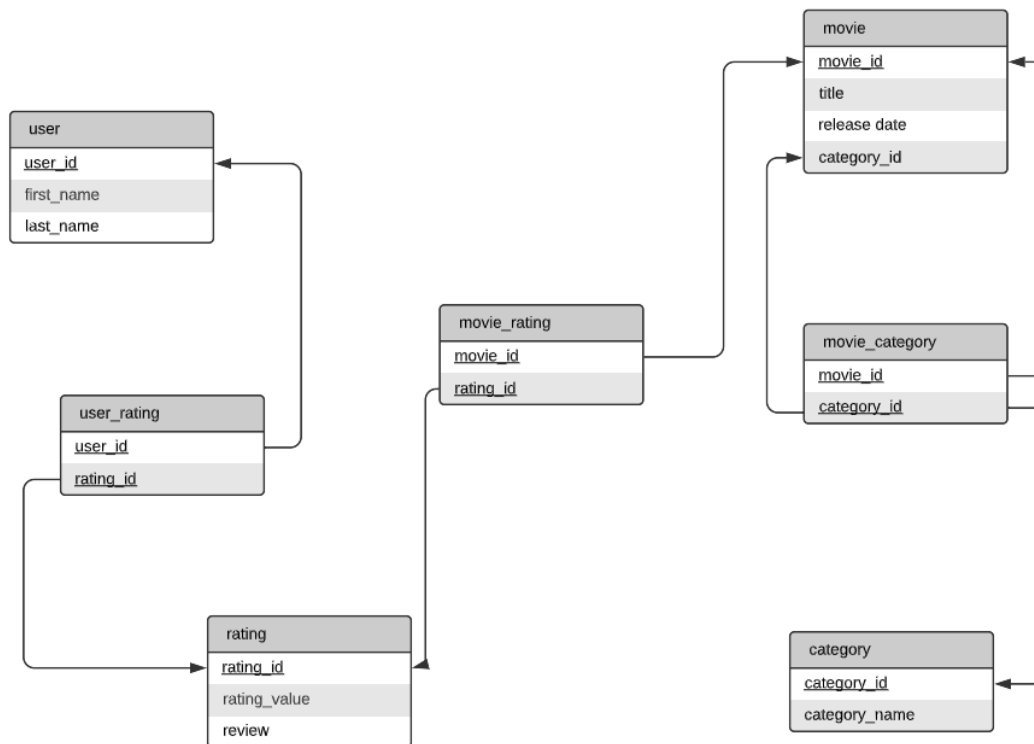 movie
movie_id
title
release date
category_id
user
user_id
first_name
last_name
movie_rating
movie_id
rating_id
movie_category
movie_id
category_id
user_rating
user_id
rating_id
rating
rating_id
rating_value
review
category
category_id
category_name